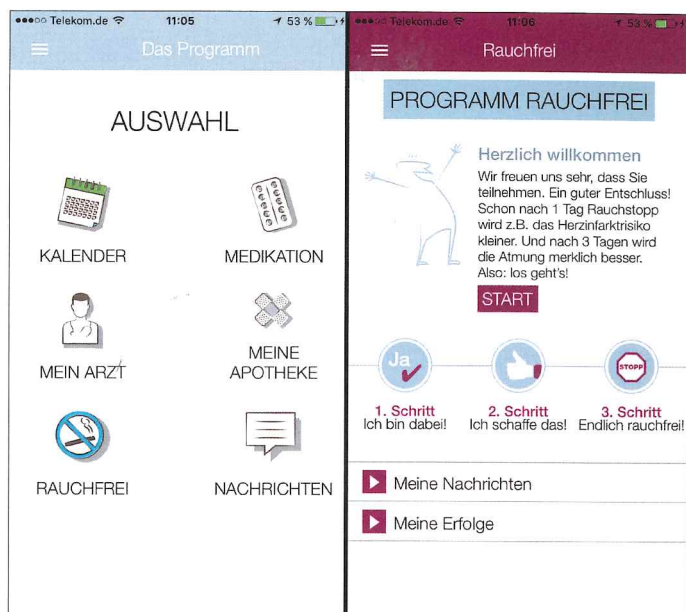 Telekom.de 11:05 53 %
Das Programm
AUSWAHL
KALENDER
MEDIKATION
MEIN ARZT
MEINE
APOTHEKE
RAUCHFREI
NACHRICHTEN
Telekom.de 11:06 53 %
Rauchfrei
PROGRAMM RAUCHFREI
Herzlich willkommen
Wir freuen uns sehr, dass Sie
teilnehmen. Ein guter Entschluss!
Schon nach 1 Tag Rauchstopp
wird z.B. das Herzinfarktrisiko
kleiner. Und nach 3 Tagen wird
die Atmung merklich besser.
Also: los geht's!
START
Ja
STOPP
1. Schritt
Ich bin dabei!
2. Schritt
Ich schaffe das!
3. Schritt
Endlich rauchfrei!
Meine Nachrichten
Meine Erfolge